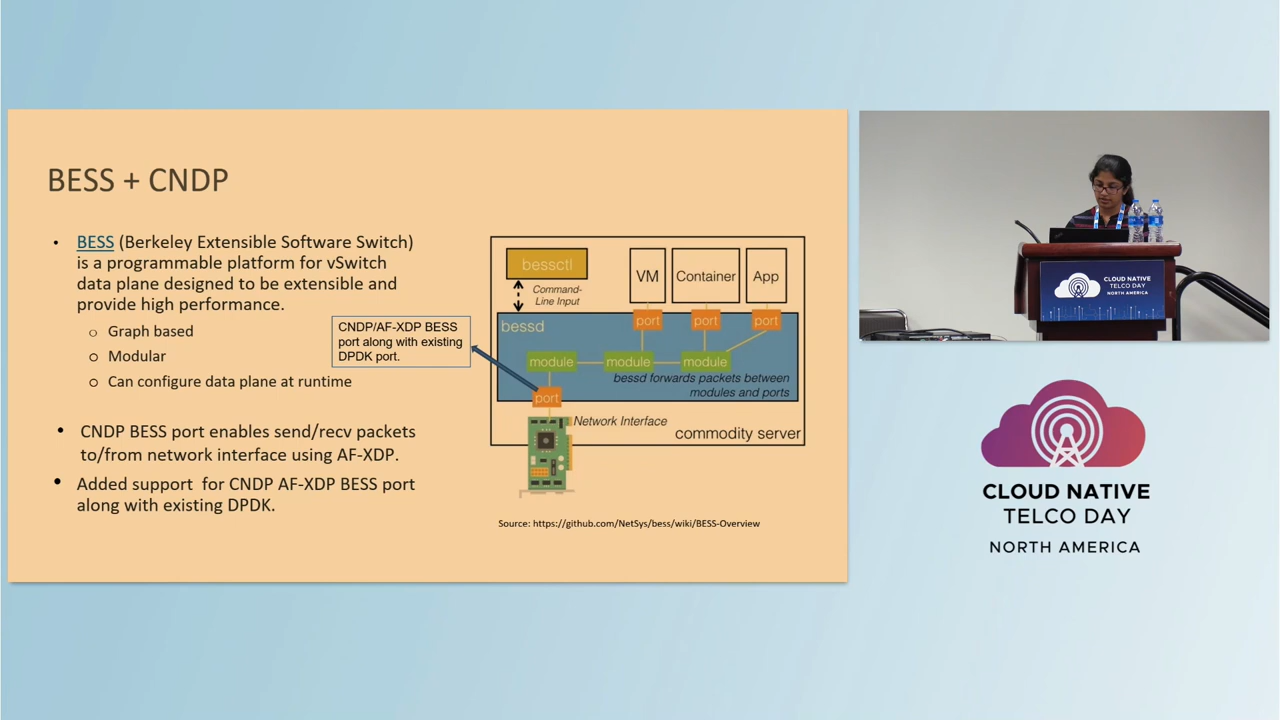 BESS + CNDP
• BESS (Berkeley Extensible Software Switch)
is a programmable platform for vSwitch
data plane designed to be extensible and
provide high performance.
o Graph based
o Modular
o Can configure data plane at runtime
• CNDP BESS port enables send/recv packets
to/from network interface using AF-XDP.
• Added support for CNDP AF-XDP BESS port
along with existing DPDK.
CNDP/AF-XDP BESS
port along with existing
DPDK port.
bessctl
Command-
Line Input
VM
Container
App
port
port
port
bessd
module
module
module
bessd forwards packets between
modules and ports
port
Network Interface
commodity server
Source: https://github.com/NetSys/bess/wiki/BESS-Overview
CLOUD NATIVE
TELCO DAY
NORTH AMERICA
CLOUD NATIVE
TELCO DAY
NORTH AMERICA